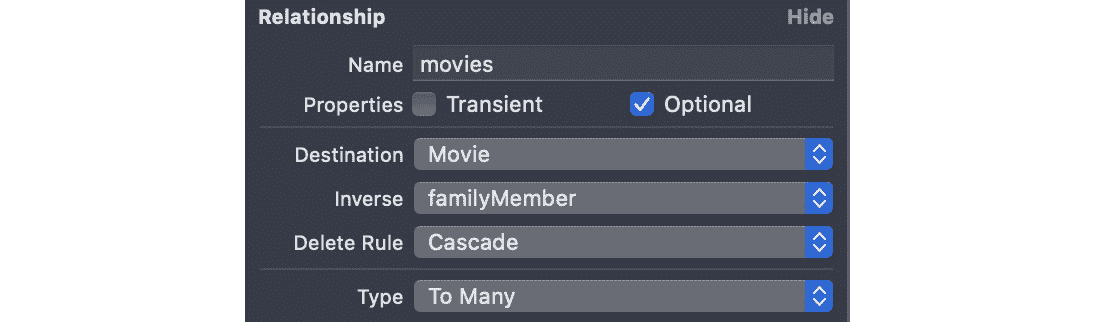 Relationship Hide
Name movies
Properties Transient Optional
Destination Movie
Inverse familyMember
Delete Rule Cascade
Type To Many